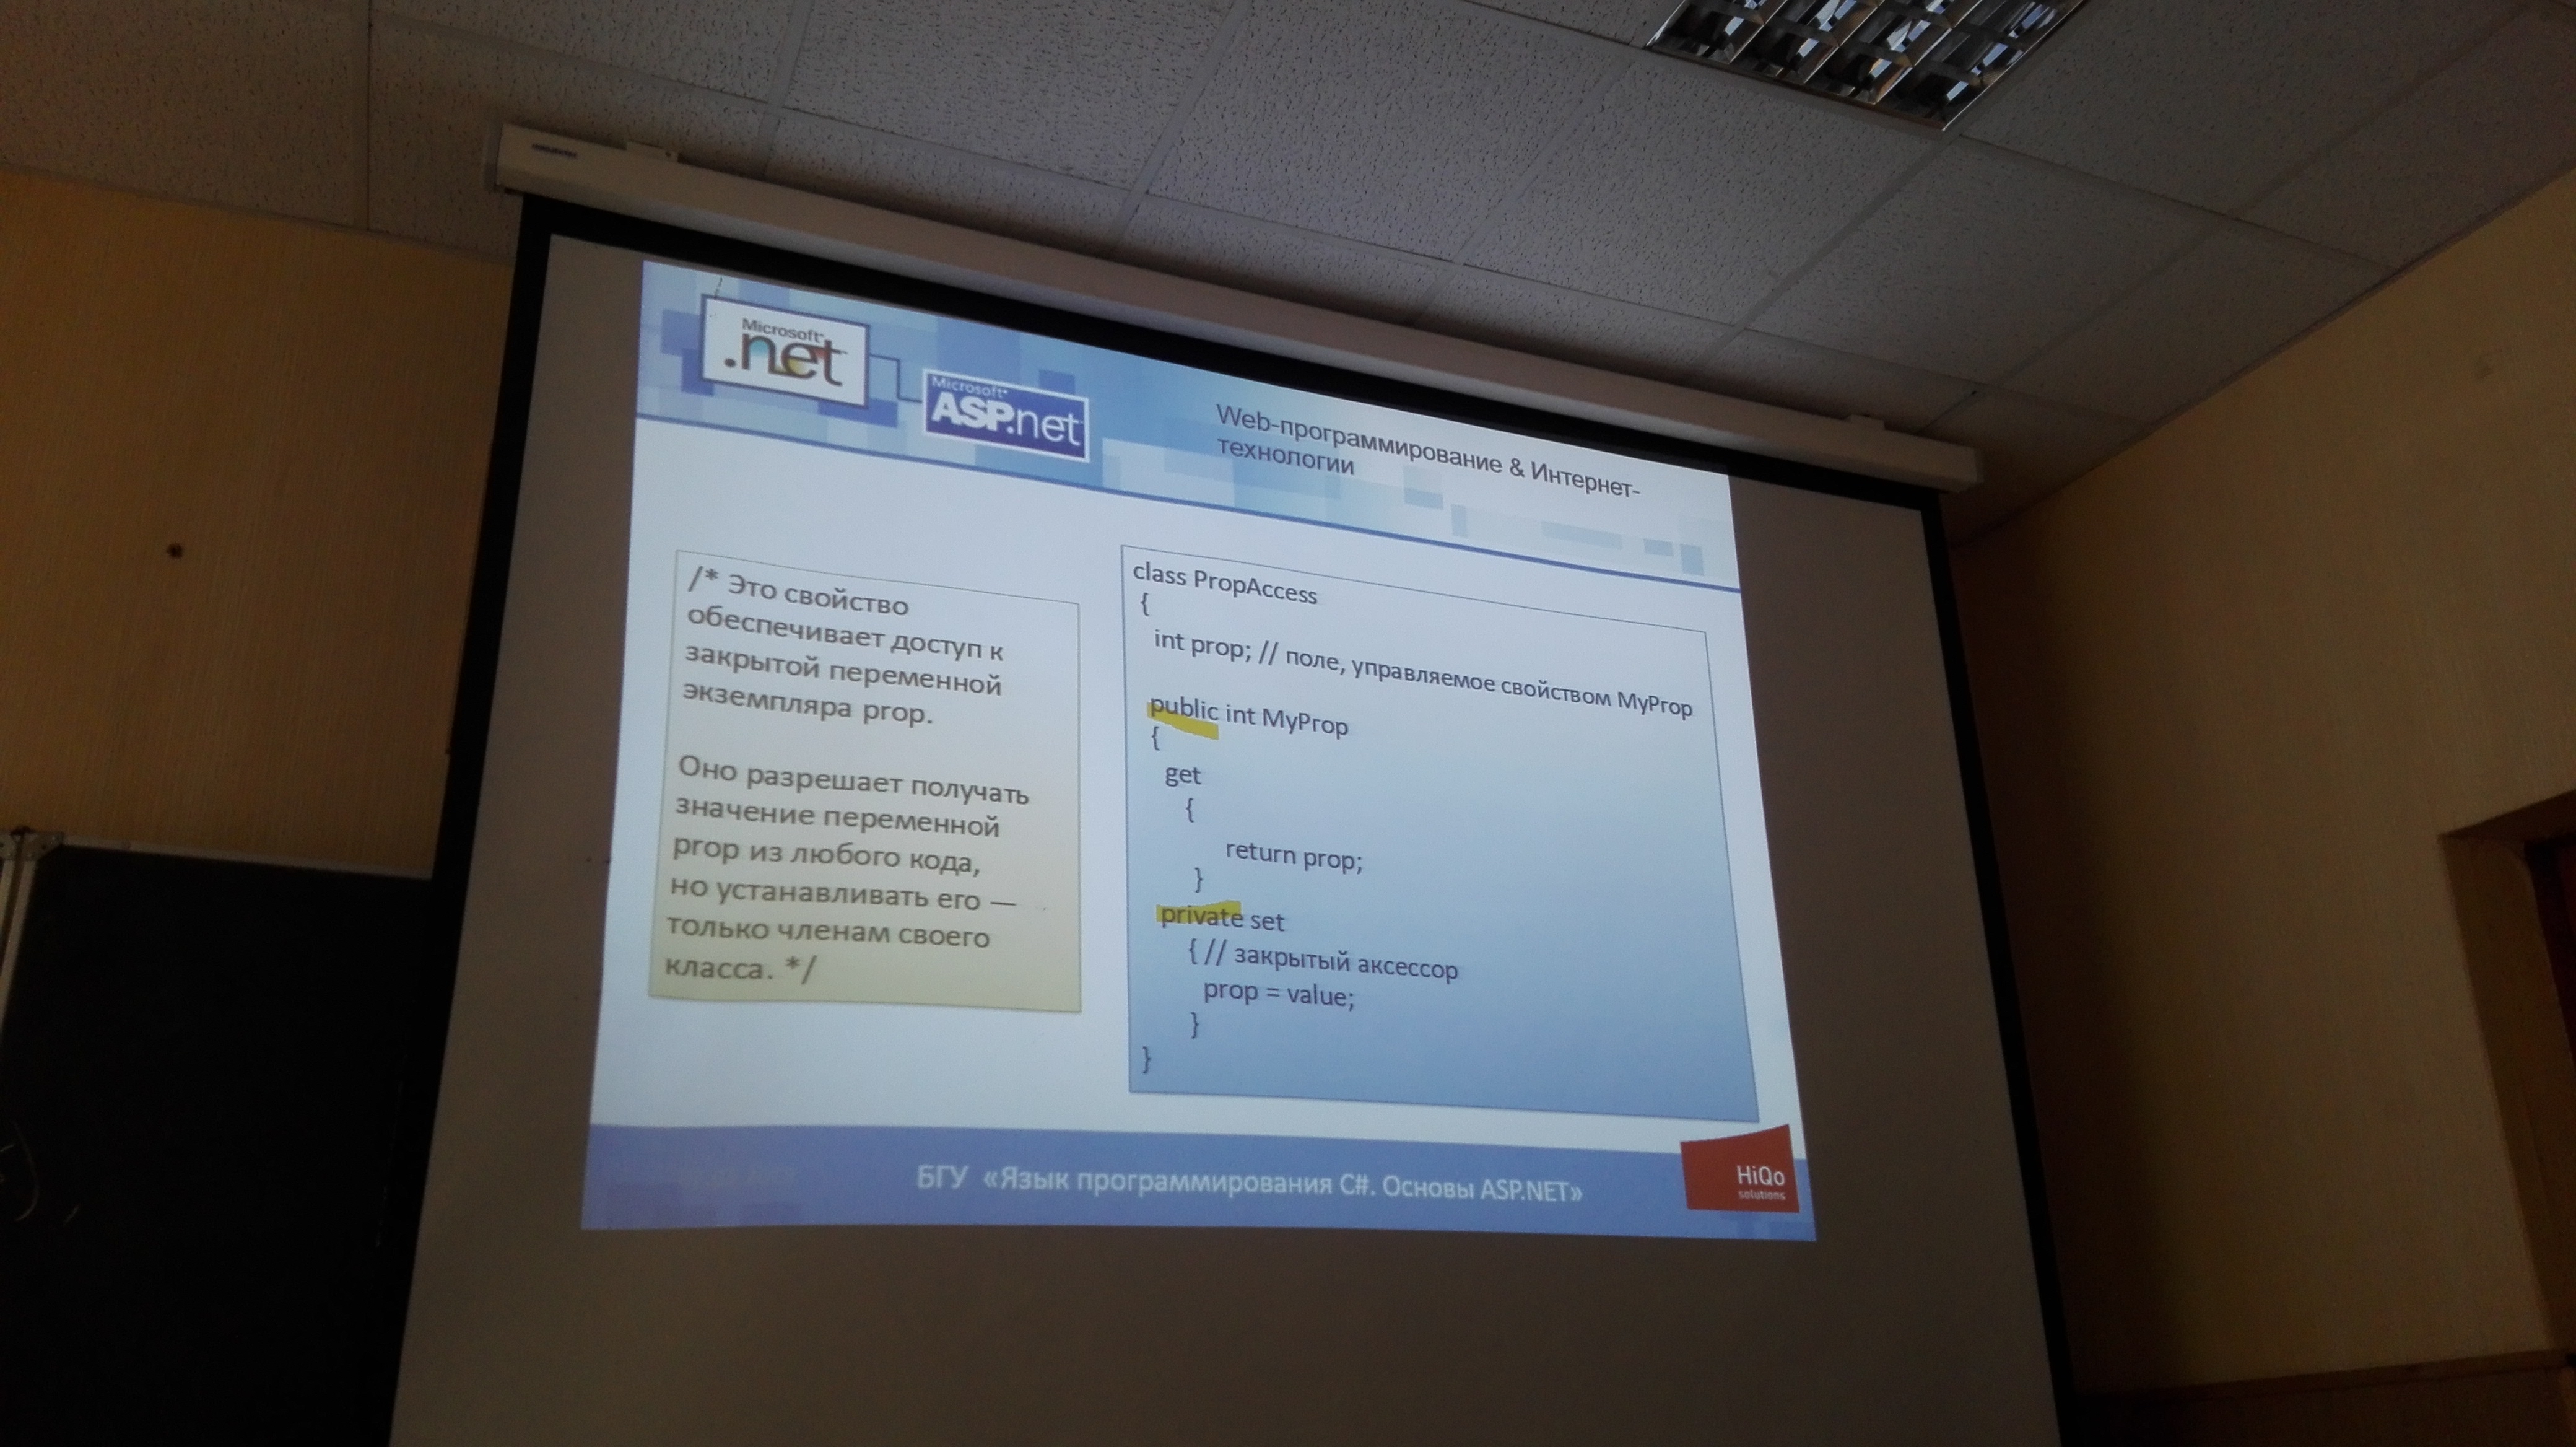 Microsoft
.net
Microsoft
ASP.net
Web-программирование & Интернет-
технологии
/* Это свойство
обеспечивает доступ к
закрытой переменной
экземпляра prop.
Оно разрешает получать
значение переменной
prop из любого кода,
но устанавливать его —
только членам своего
класса. */
class PropAccess
{
int prop; // поле, управляемое свойством MyProp
public int MyProp
{
get
{
return prop;
}
private set
{ // закрытый аксессор
prop = value;
}
}
БГУ «Язык программирования C#. Основы ASP.NET»
HiQo
solutions